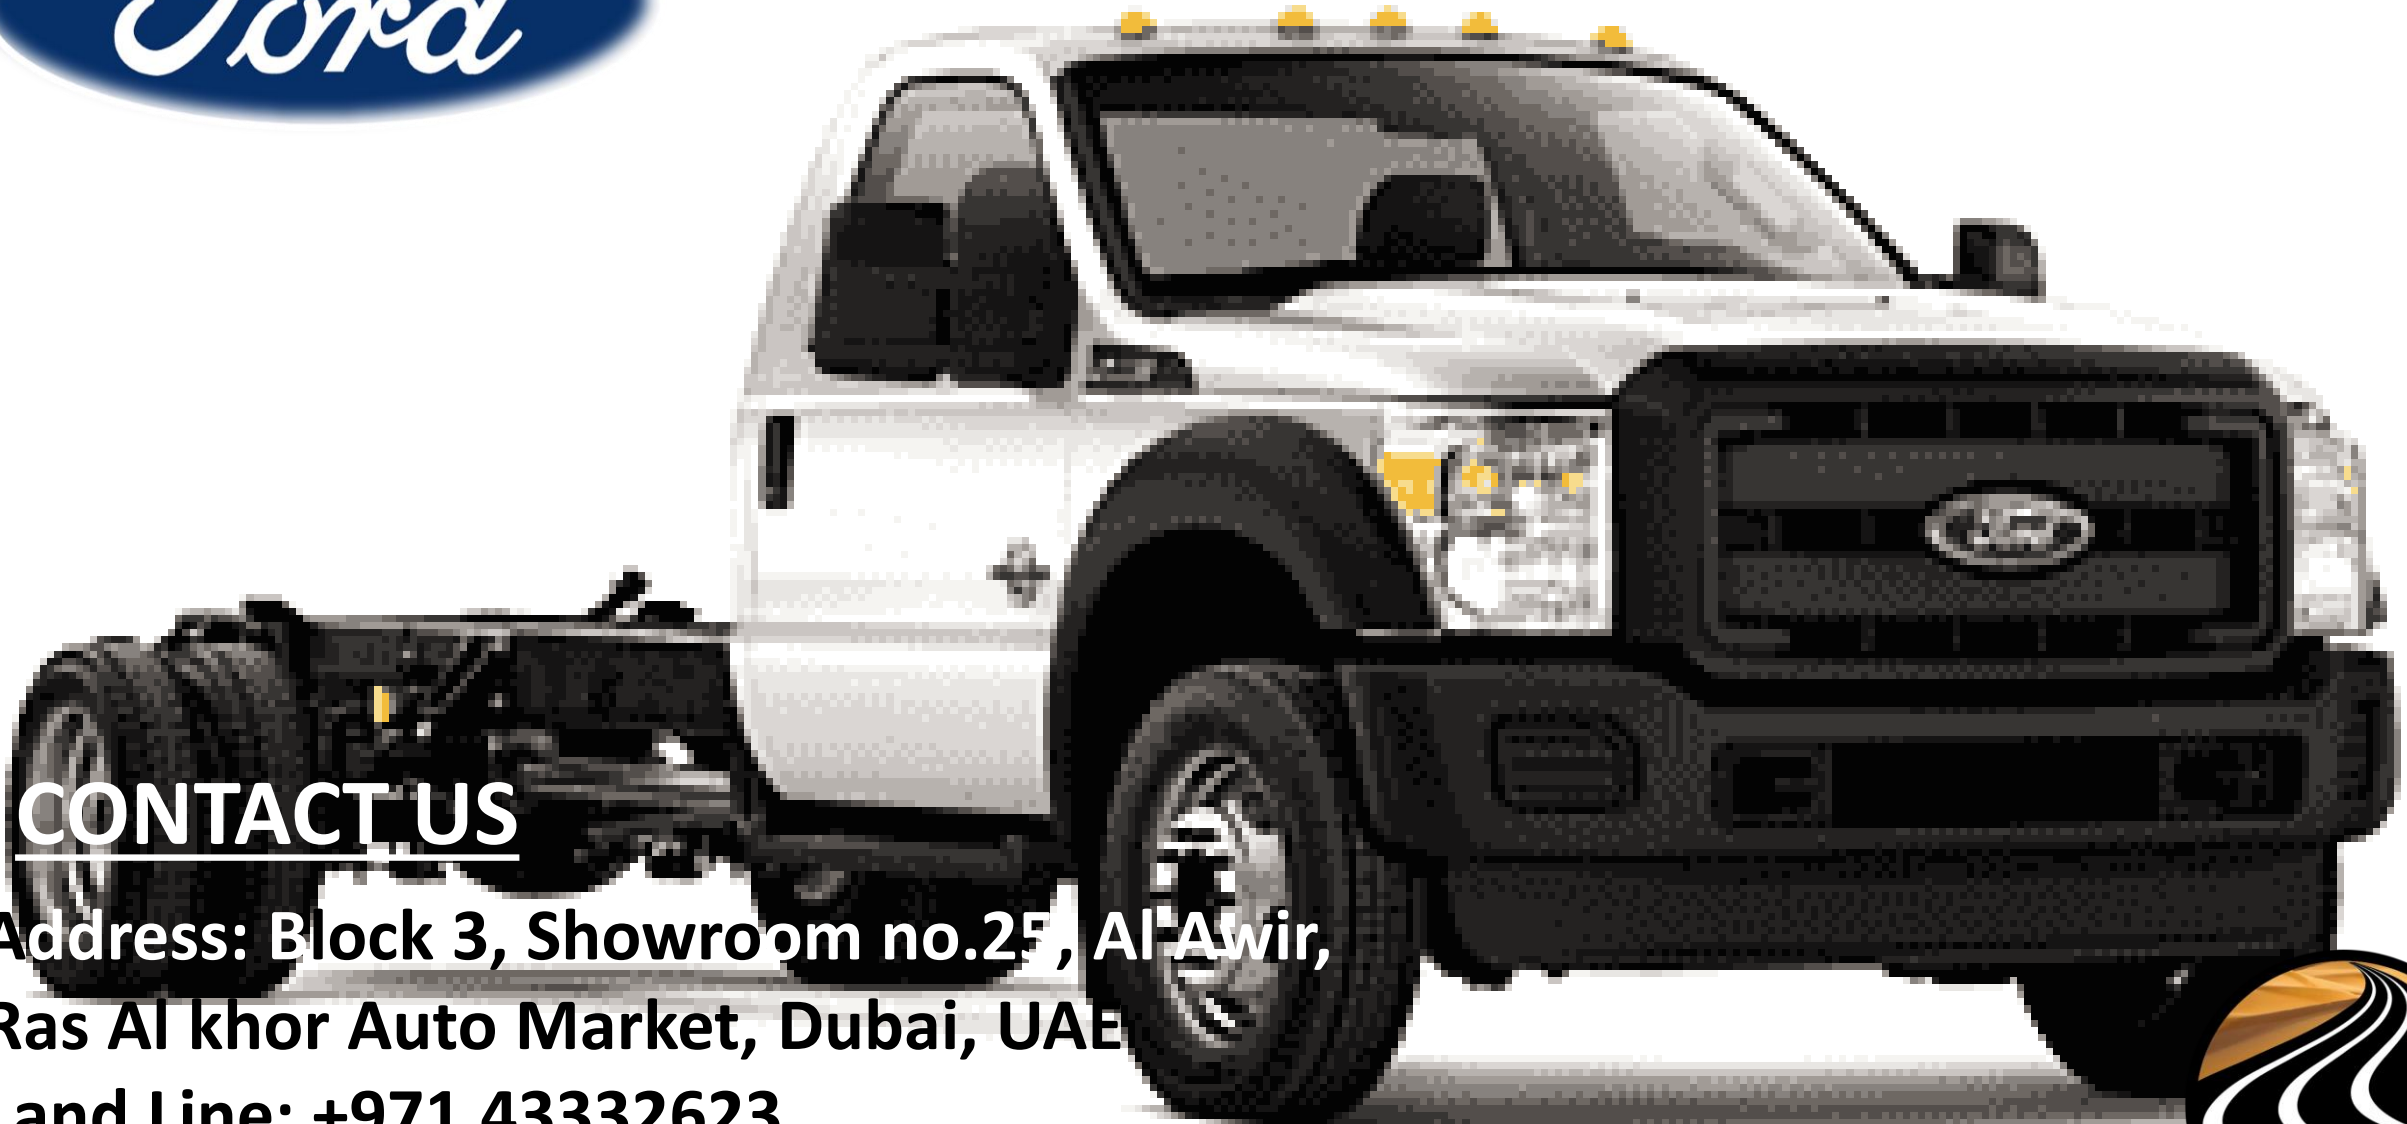 Ford
CONTACT US
Address: Block 3, Showroom no.25, Al Awir,
Ras Al khor Auto Market, Dubai, UAE
and Line: +971 43332623
Ford